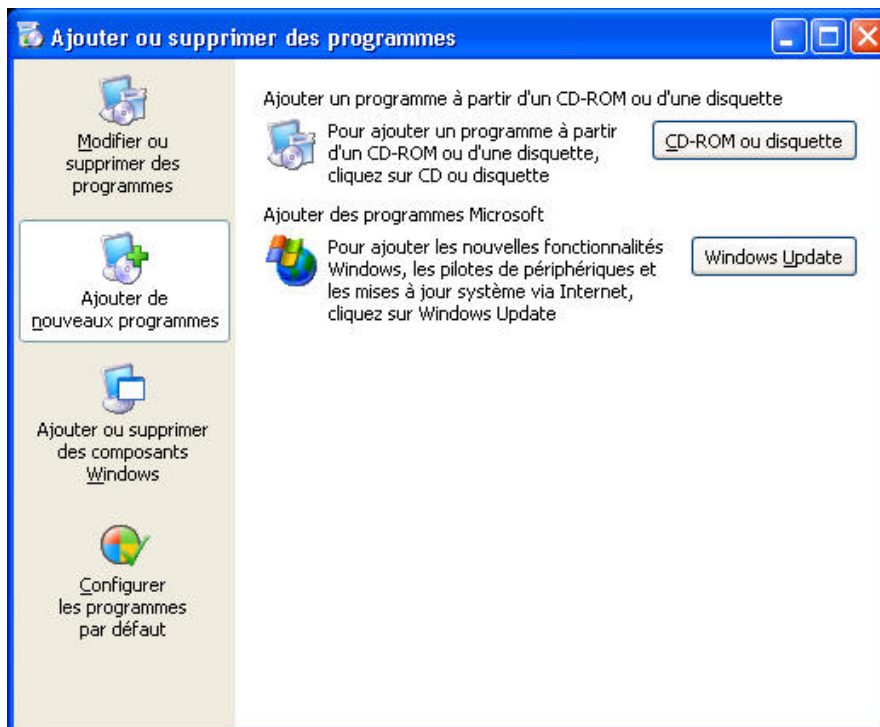 Ajouter ou supprimer des programmes
Modifier ou
supprimer des
programmes
Ajouter de
nouveaux programmes
Ajouter ou supprimer
des composants
Windows
Configurer
les programmes
par défaut
Ajouter un programme à partir d'un CD-ROM ou d'une disquette
Pour ajouter un programme à partir
d'un CD-ROM ou d'une disquette,
cliquez sur CD ou disquette
CD-ROM ou disquette
Ajouter des programmes Microsoft
Pour ajouter les nouvelles fonctionnalités
Windows, les pilotes de périphériques et
les mises à jour système via Internet,
cliquez sur Windows Update
Windows Update